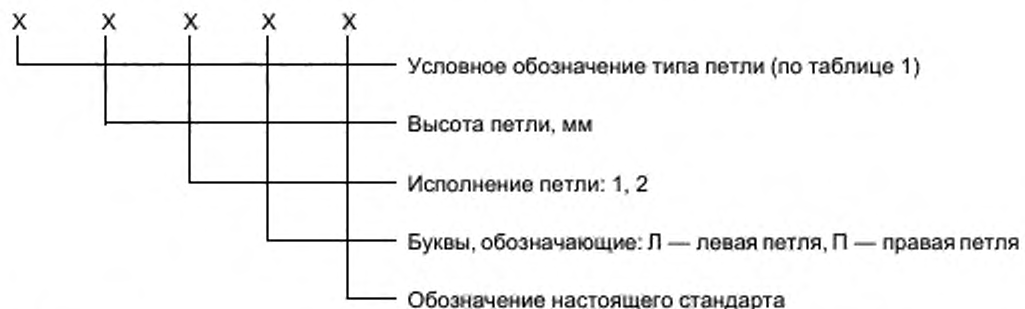 X X X X X
Условное обозначение типа петли (по таблице 1)
Высота петли, мм
Исполнение петли: 1, 2
Буквы, обозначающие: Л — левая петля, П — правая петля
Обозначение настоящего стандарта